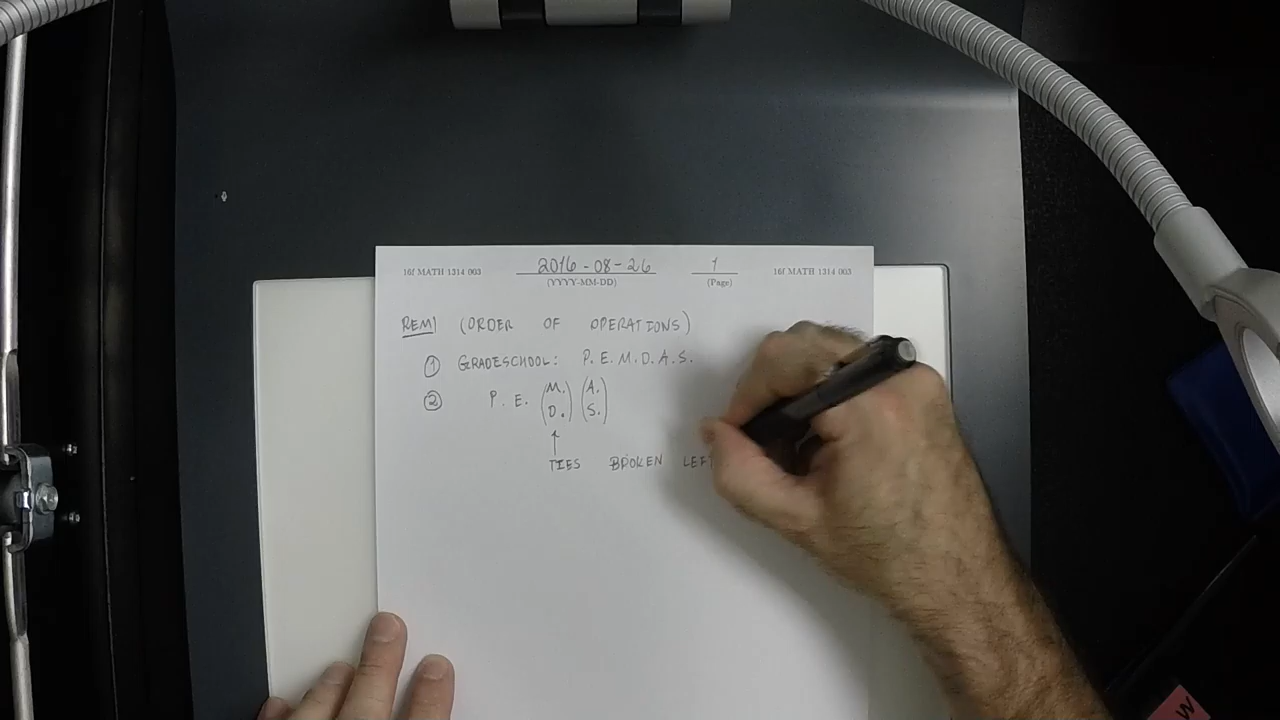 16f MATH 1314 003 2016-08-26 1 16f MATH 1314 003
(YYYY-MM-DD) (Page)
REM (ORDER OF OPERATIONS)
① GRADESCHOOL: P. E. M. D. A. S.
② P. E. (M. D.) (A. S.)
↑
TIES BROKEN LEFT
W